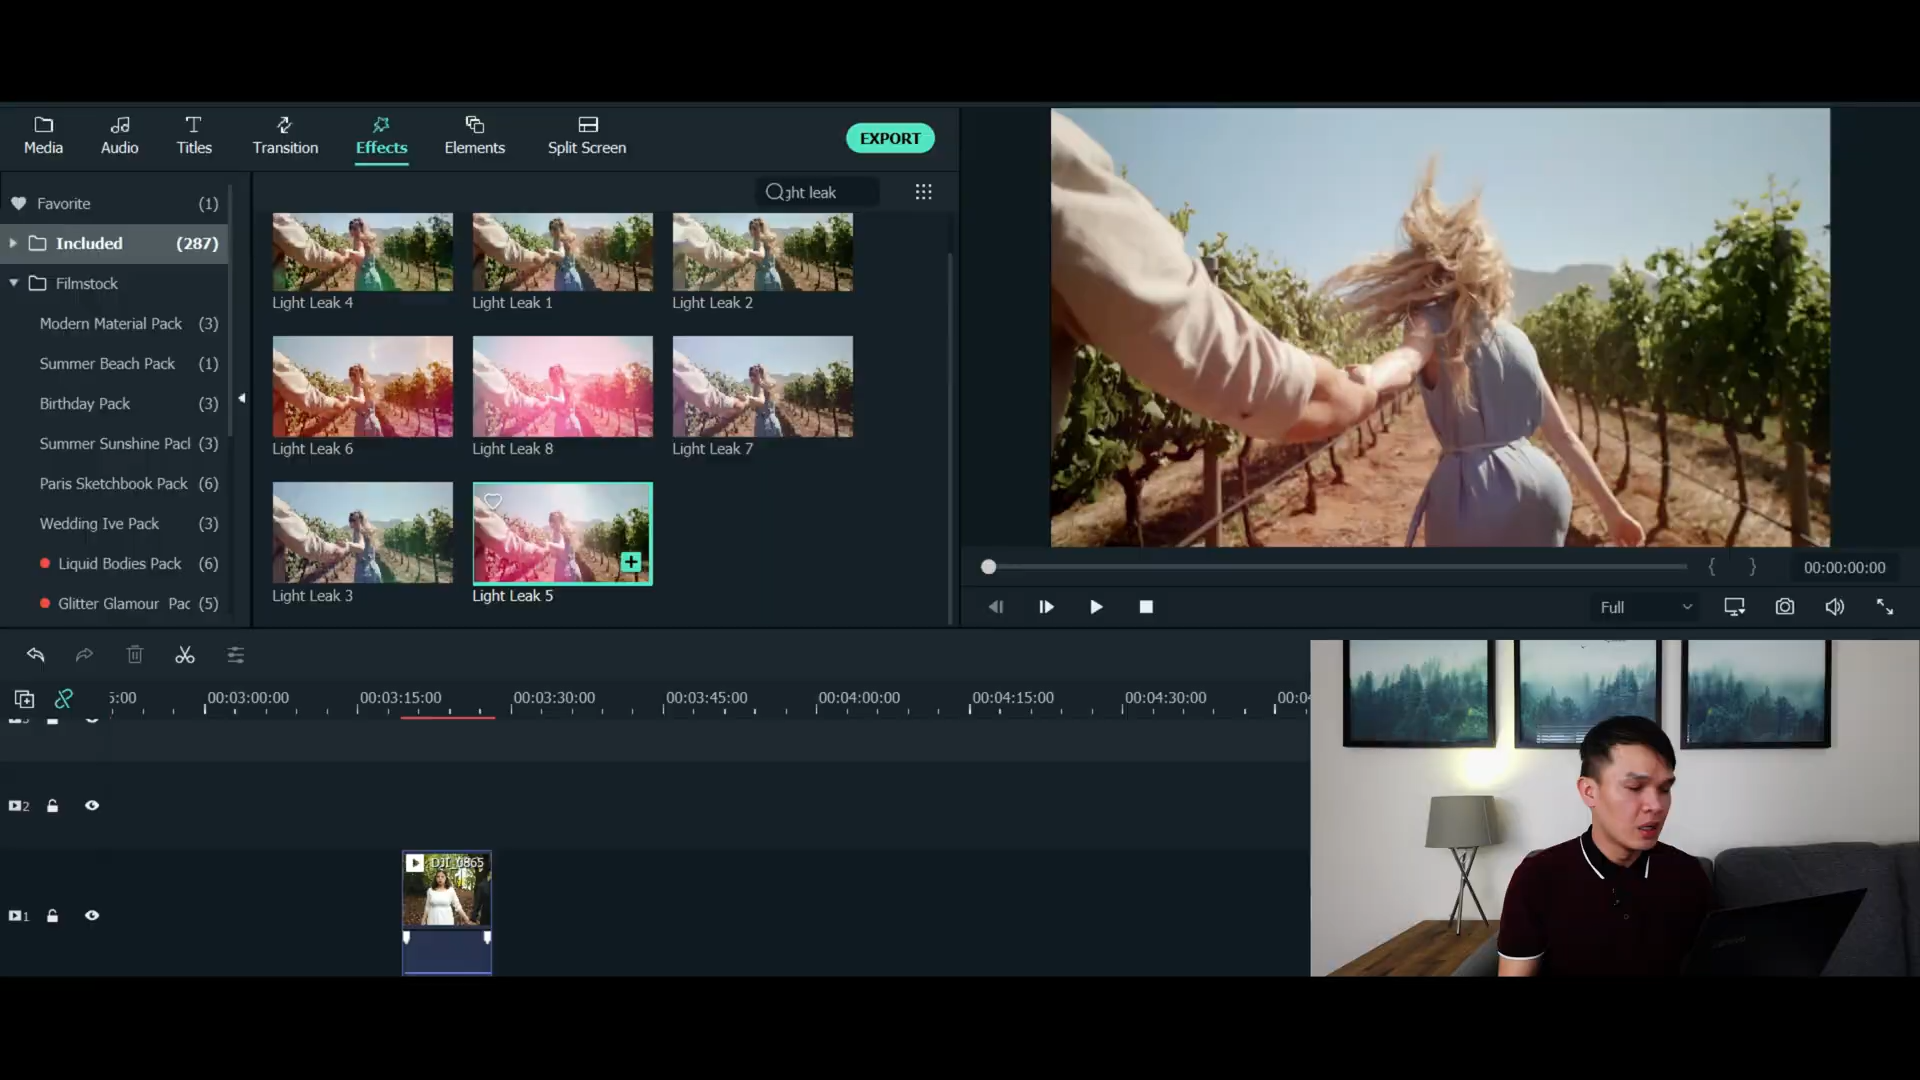 Media
Audio
Titles
Transition
Effects
Elements
Split Screen
EXPORT
Favorite (1)
Included (287)
Filmstock
Modern Material Pack (3)
Summer Beach Pack (1)
Birthday Pack (3)
Summer Sunshine Pacl (3)
Paris Sketchbook Pack (6)
Wedding Ive Pack (3)
Liquid Bodies Pack (6)
Glitter Glamour Pac (5)
ght leak
Light Leak 4
Light Leak 1
Light Leak 2
Light Leak 6
Light Leak 8
Light Leak 7
Light Leak 3
Light Leak 5
{ }
00:00:00:00
Full
5:00
00:03:00:00
00:03:15:00
00:03:30:00
00:03:45:00
00:04:00:00
00:04:15:00
00:04:30:00
00:04
2
DJI_0865
1